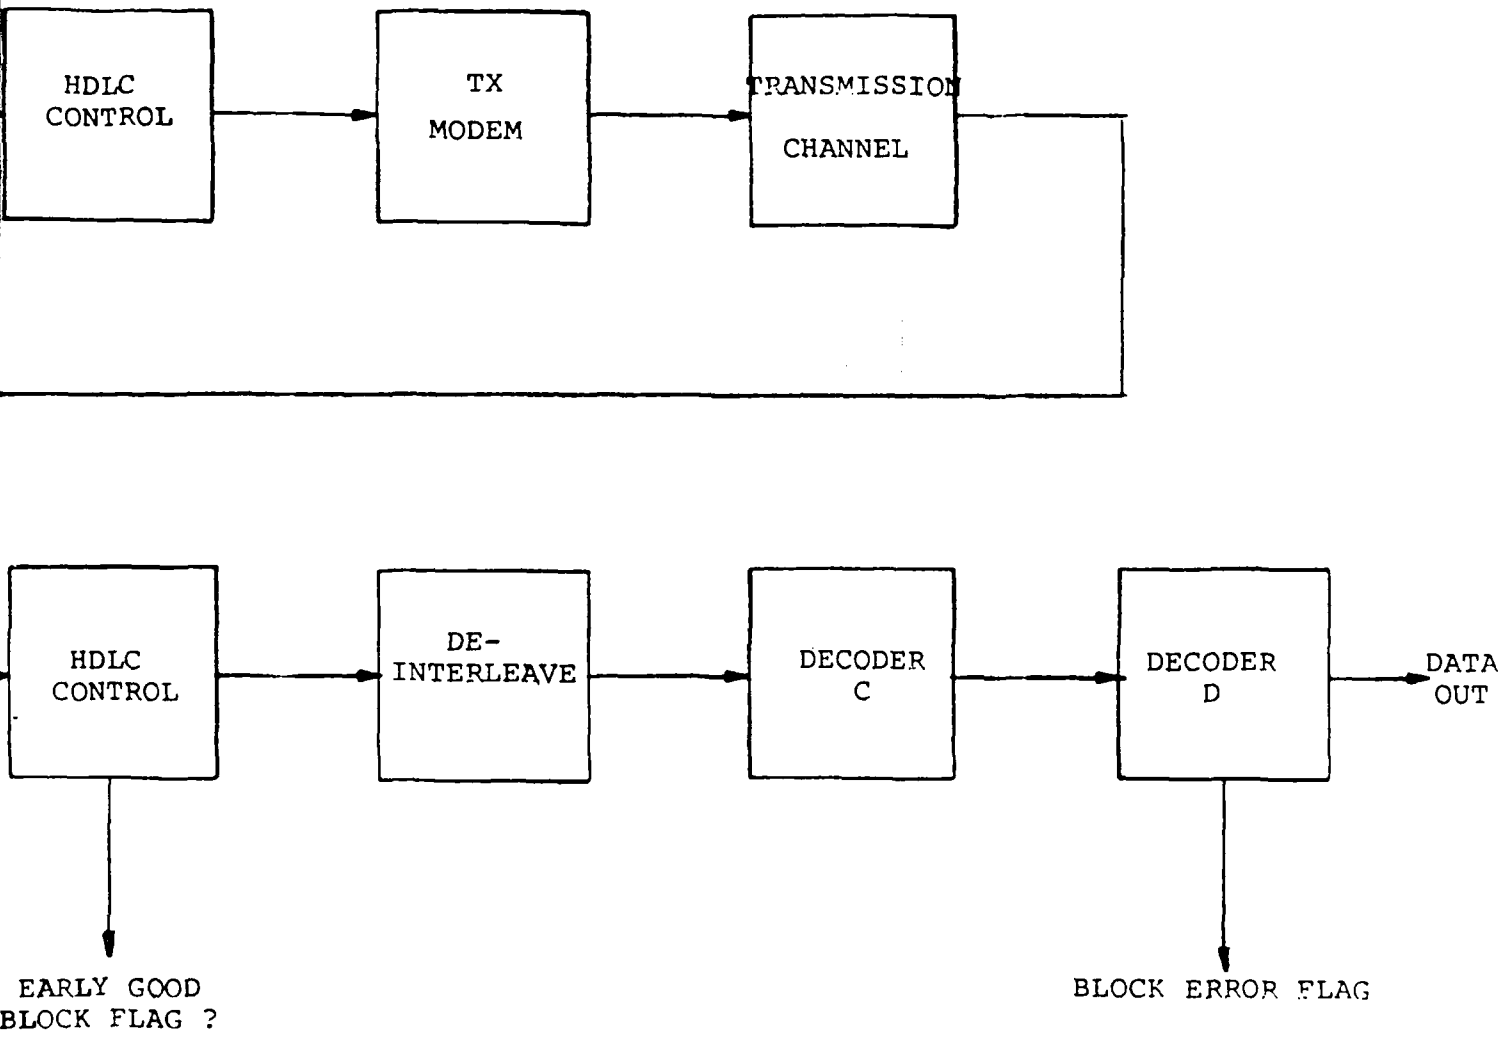 HDLC
CONTROL
TX
MODEM
TRANSMISSION
CHANNEL
HDLC
CONTROL
DE-
INTERLEAVE
DECODER
C
DECODER
D
DATA
OUT
EARLY GOOD
BLOCK FLAG ?
BLOCK ERROR FLAG